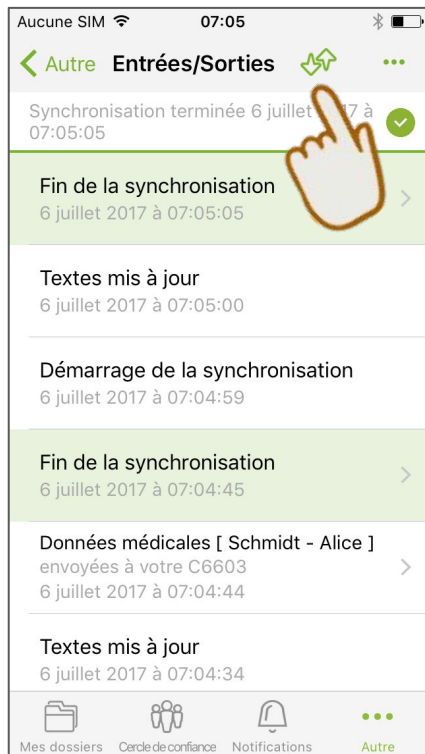 Aucune SIM 07:05
Autre Entrées/Sorties
Synchronisation terminée 6 juillet 7 à
07:05:05
Fin de la synchronisation
6 juillet 2017 à 07:05:05
Textes mis à jour
6 juillet 2017 à 07:05:00
Démarrage de la synchronisation
6 juillet 2017 à 07:04:59
Fin de la synchronisation
6 juillet 2017 à 07:04:45
Données médicales [ Schmidt - Alice ]
envoyées à votre C6603
6 juillet 2017 à 07:04:44
Textes mis à jour
6 juillet 2017 à 07:04:34
Mes dossiers Cercle de confiance Notifications Autre